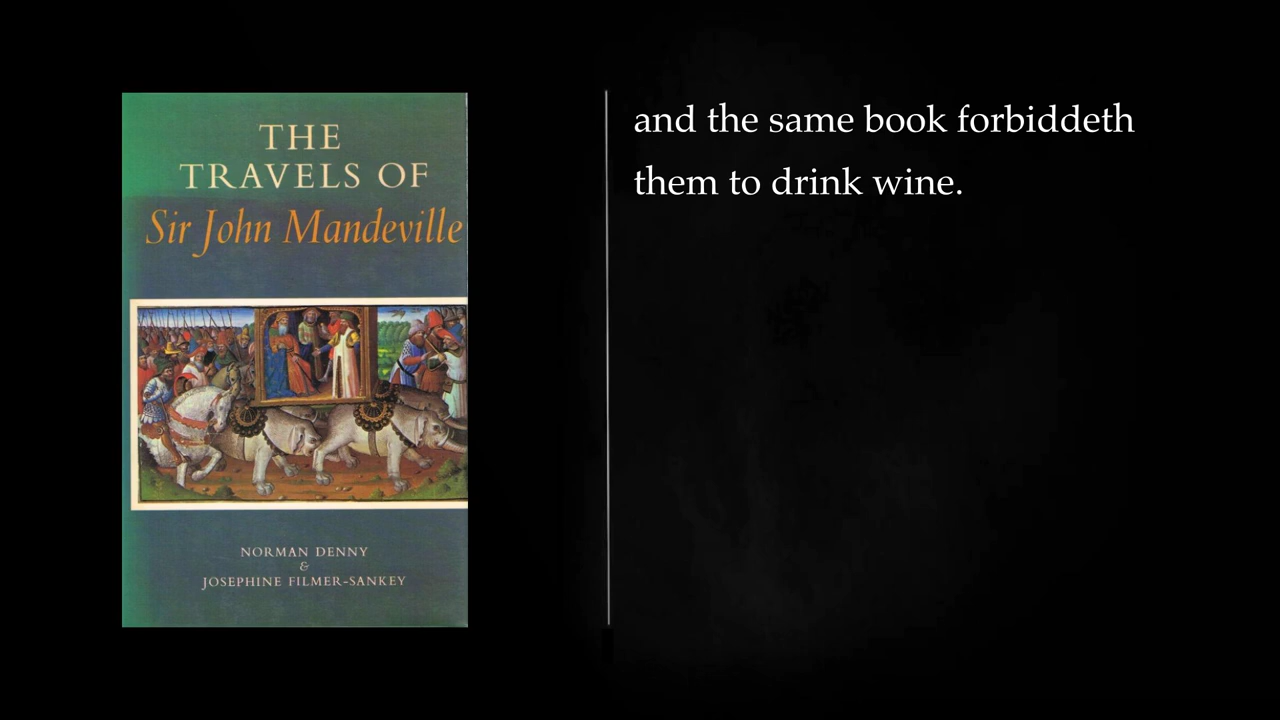 THE
TRAVELS OF
Sir John Mandeville
NORMAN DENNY
&
JOSEPHINE FILMER-SANKEY
and the same book forbiddeth
them to drink wine.